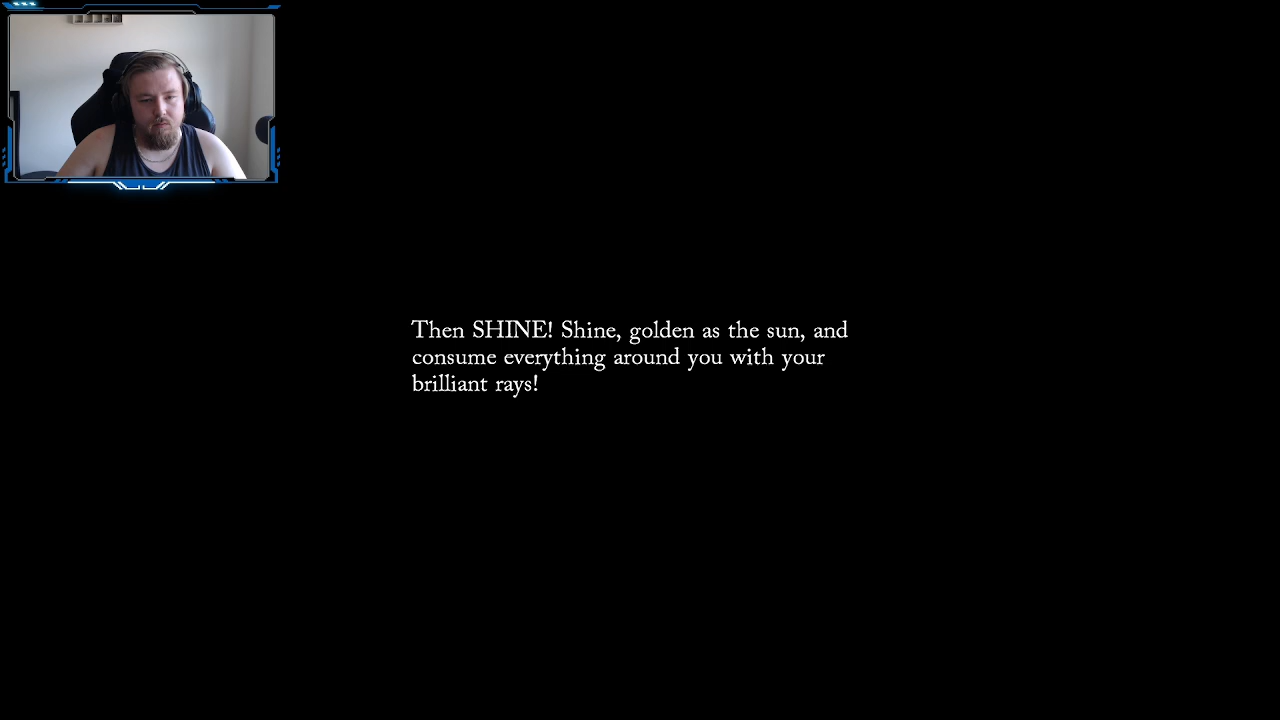 Then SHINE! Shine, golden as the sun, and
consume everything around you with your
brilliant rays!